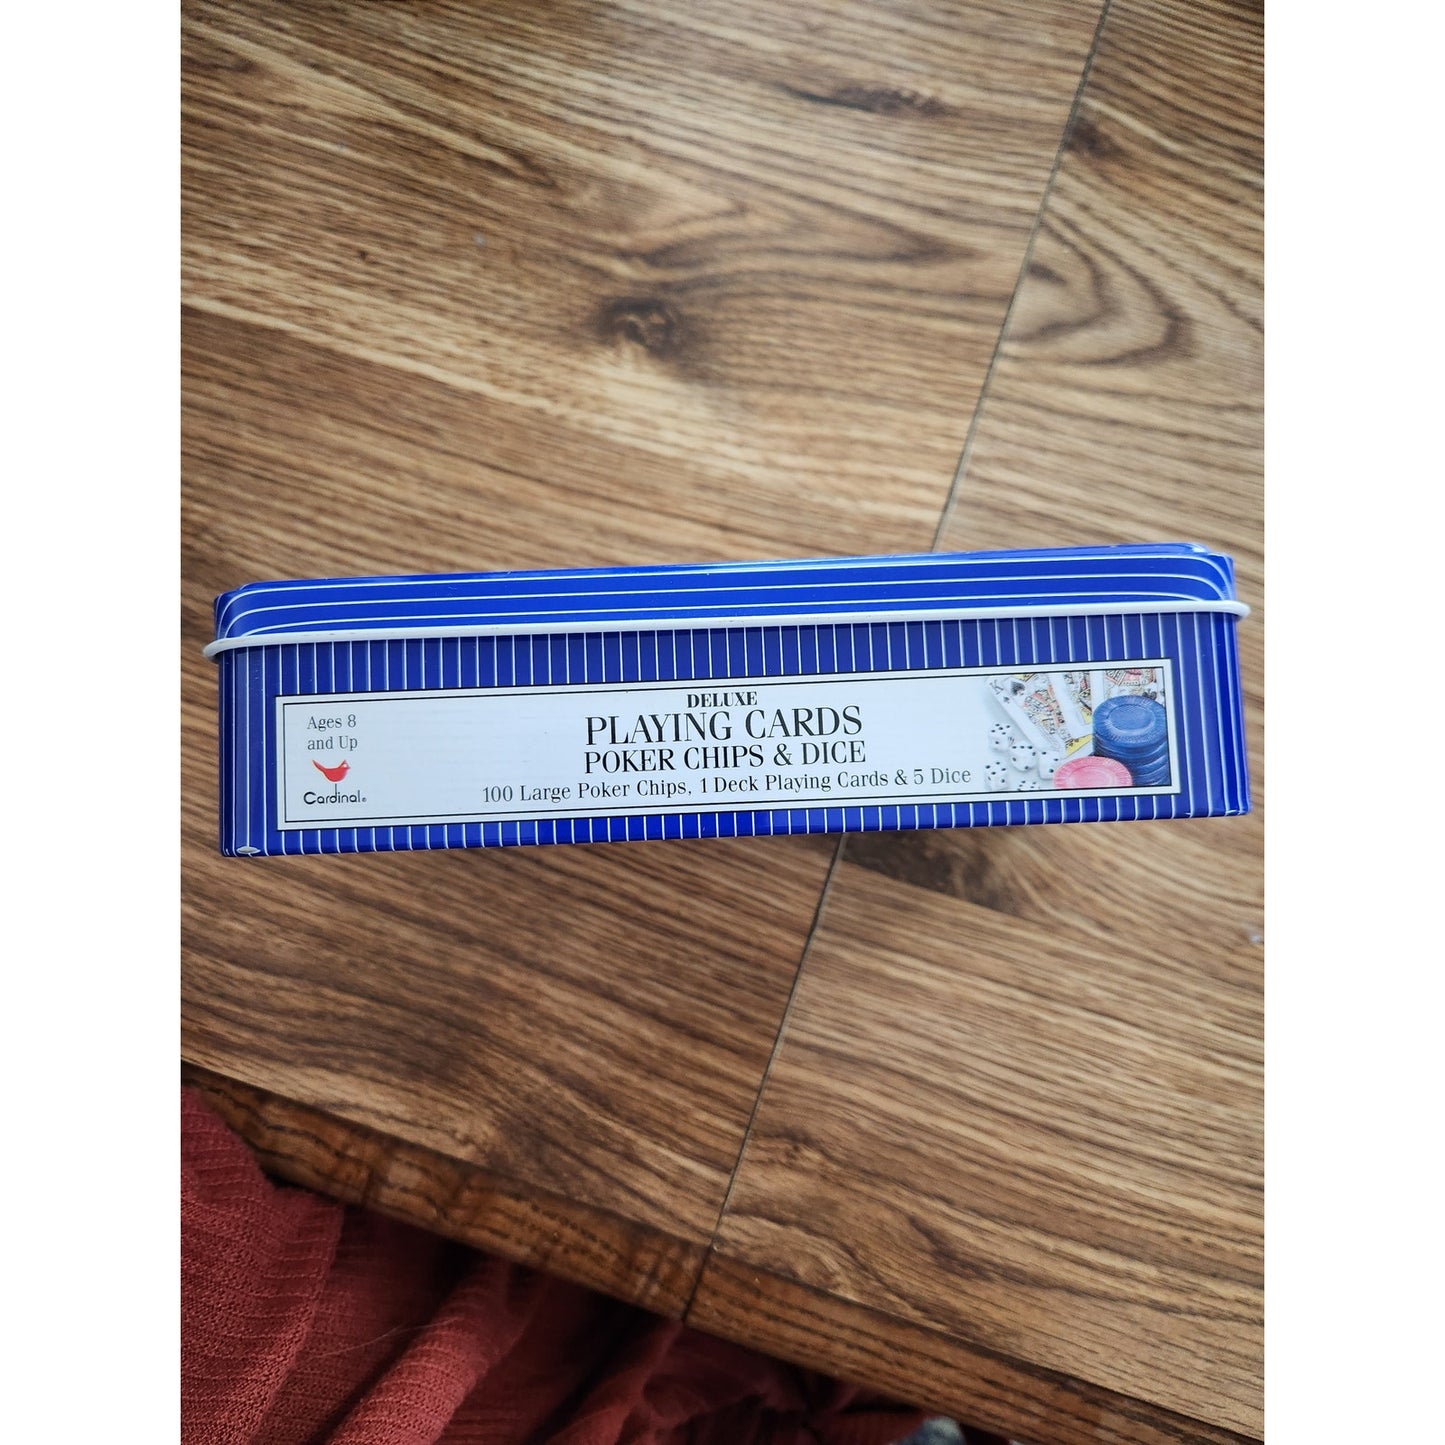 Ages 8
and Up
Cardinal®
DELUXE
PLAYING CARDS
POKER CHIPS & DICE
100 Large Poker Chips, 1 Deck Playing Cards & 5 Dice
K